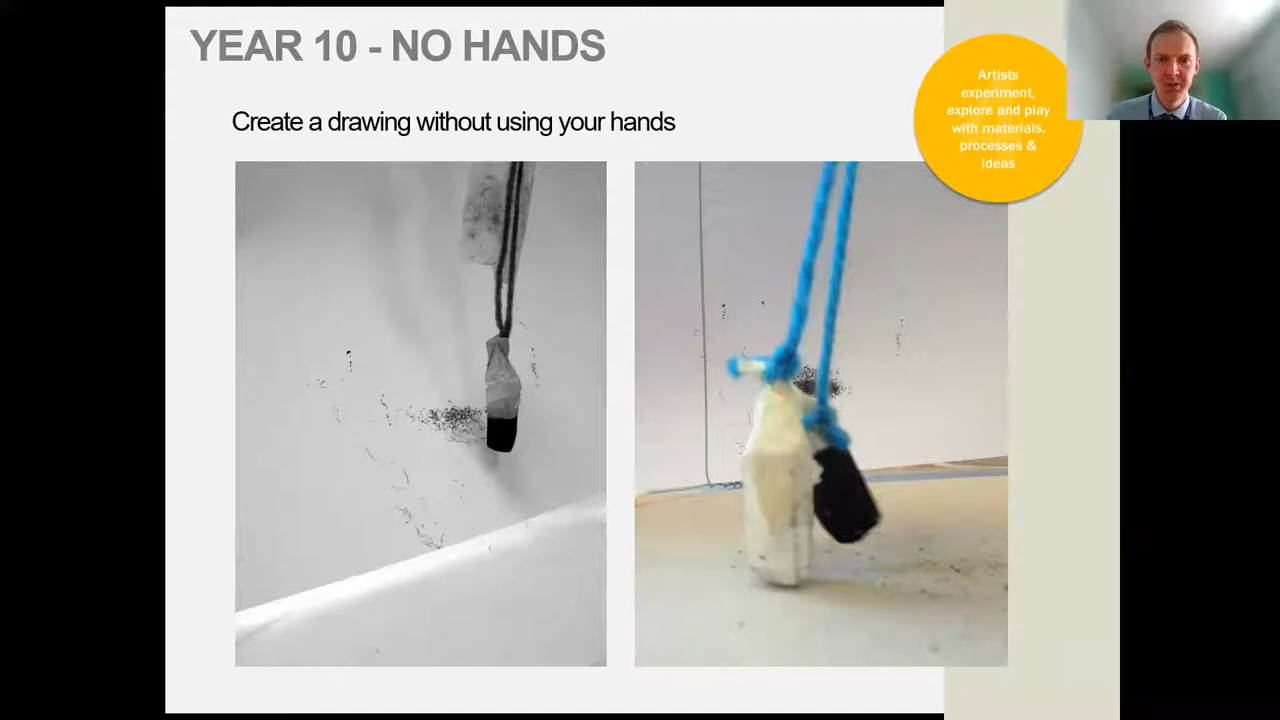 YEAR 10 - NO HANDS
Create a drawing without using your hands
Artists
experiment,
explore and play
with materials,
processes &
ideas